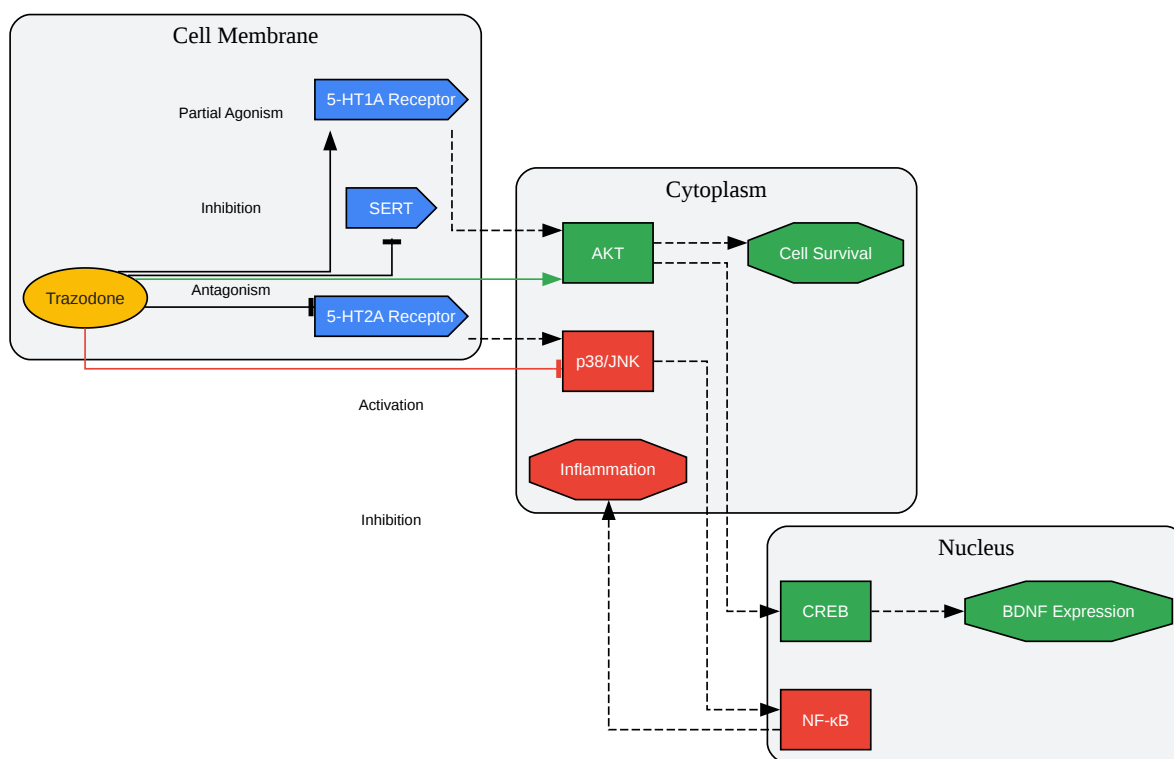 Cell Membrane
5-HT1A Receptor
Partial Agonism
Cytoplasm
SERT
Inhibition
AKT
Cell Survival
Antagonism
Trazodone
5-HT2A Receptor
p38/JNK
Activation
Inflammation
Inhibition
Nucleus
CREB
BDNF Expression
NF-κB